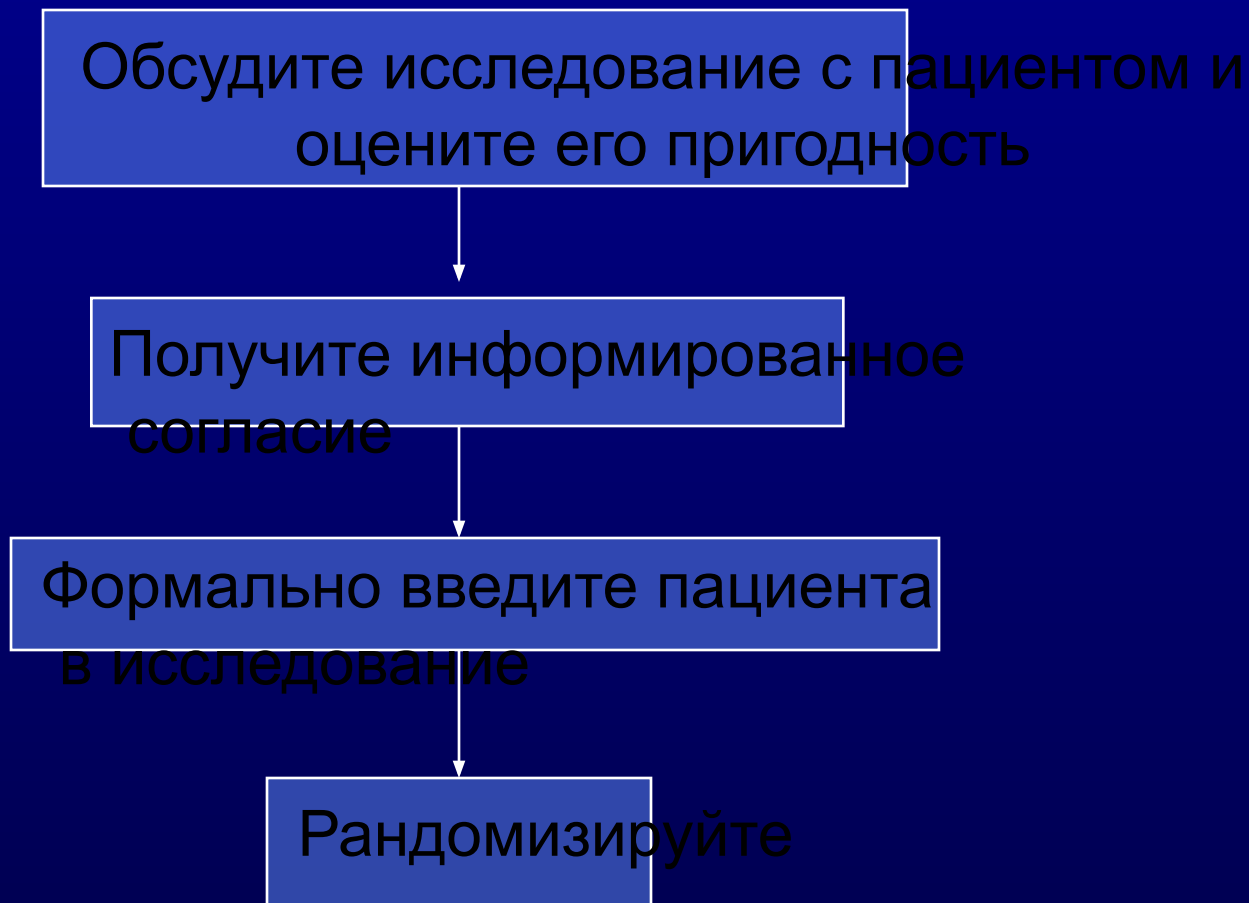 Обсудите исследование с пациентом и
оцените его пригодность
Получите информированное
согласие
Формально введите пациента
в исследование
Рандомизируйте